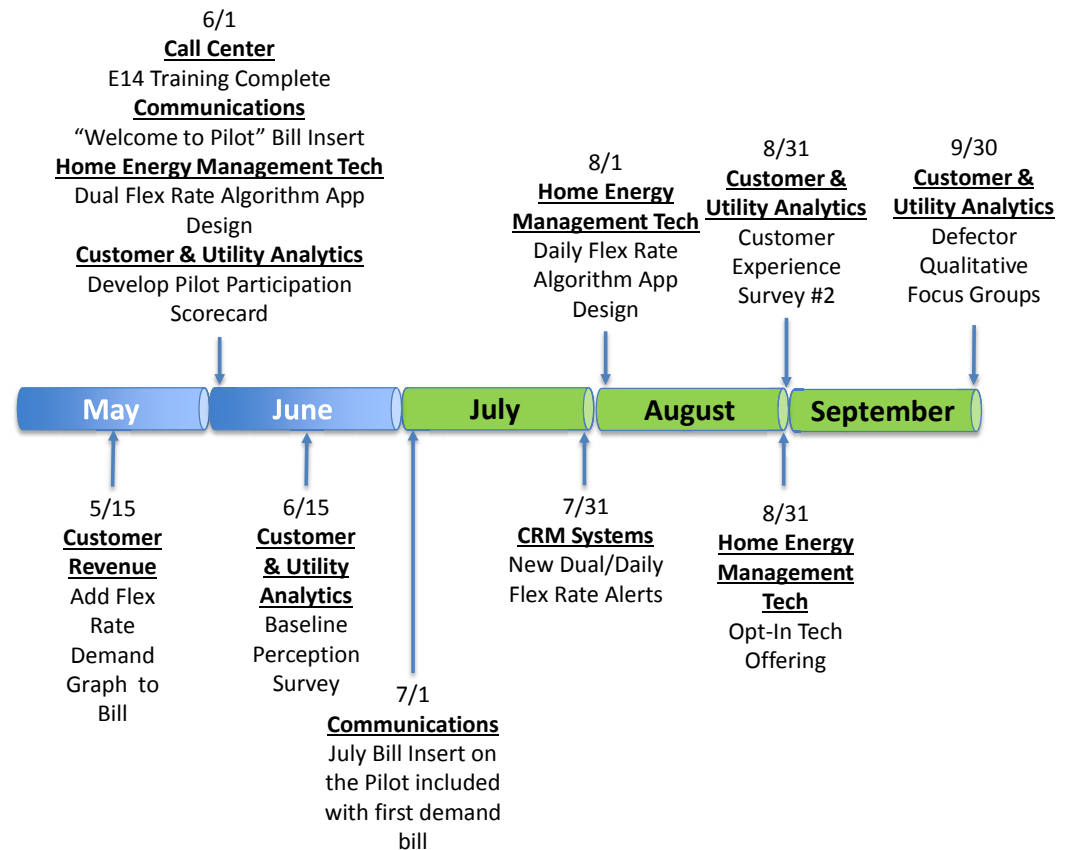 6/1
Call Center
E14 Training Complete
Communications
“Welcome to Pilot” Bill Insert
Home Energy Management Tech
Dual Flex Rate Algorithm App
Design
Customer & Utility Analytics
Develop Pilot Participation
Scorecard
8/1
Home Energy
Management Tech
Daily Flex Rate
Algorithm App
Design
8/31
Customer &
Utility Analytics
Customer
Experience
Survey #2
9/30
Customer &
Utility Analytics
Defector
Qualitative
Focus Groups
May
June
July
August
September
5/15
Customer
Revenue
Add Flex
Rate
Demand
Graph to
Bill
6/15
Customer
& Utility
Analytics
Baseline
Perception
Survey
7/1
Communications
July Bill Insert on
the Pilot included
with first demand
bill
7/31
CRM Systems
New Dual/Daily
Flex Rate Alerts
8/31
Home Energy
Management
Tech
Opt-In Tech
Offering